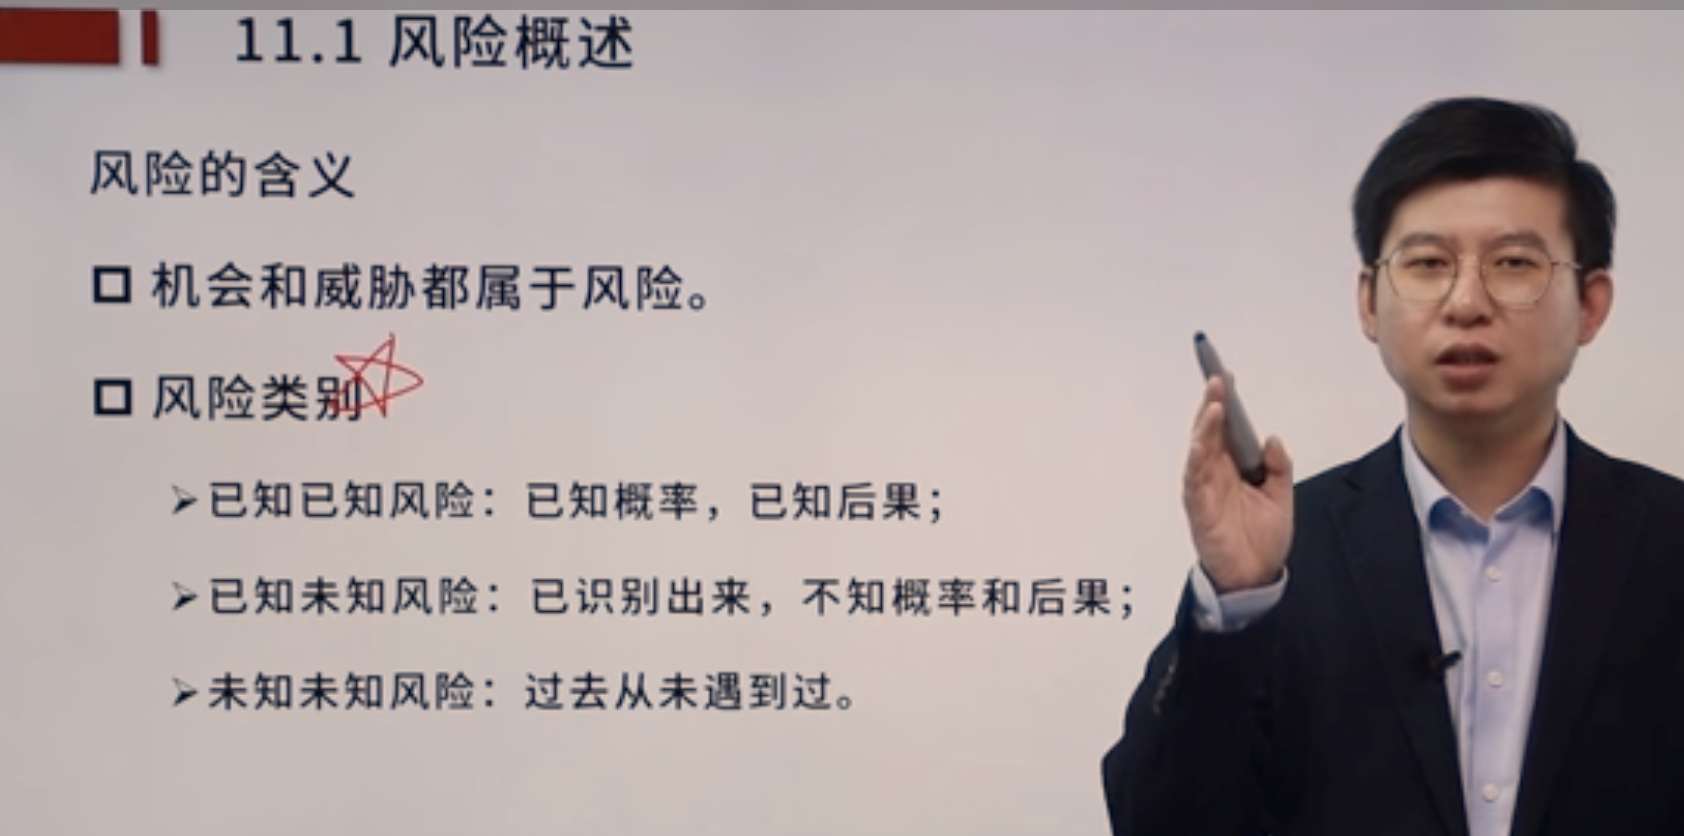 11.1 风险概述
风险的含义
机会和威胁都属于风险。
风险类别
已知已知风险：已知概率，已知后果；
已知未知风险：已识别出来，不知概率和后果；
未知未知风险：过去从未遇到过。